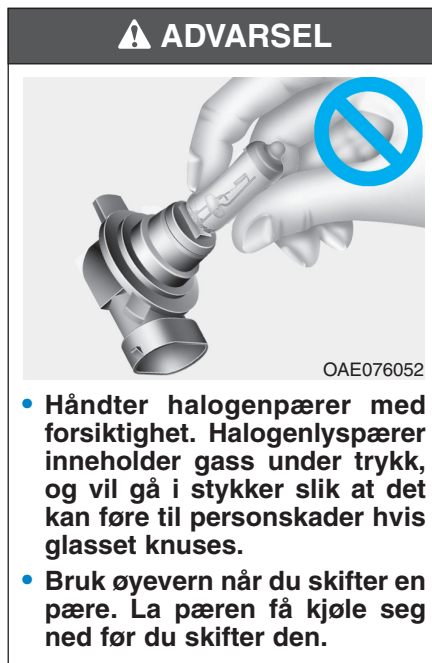 ADVARSEL
OAE076052
• Håndter halogenpærer med
forsiktighet. Halogenlyspærer
inneholder gass under trykk,
og vil gå i stykker slik at det
kan føre til personskader hvis
glasset knuses.
• Bruk øyevern når du skifter en
pære. La pæren få kjøle seg
ned før du skifter den.